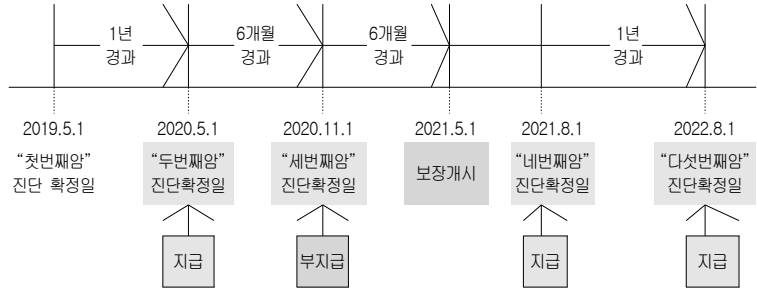 1년
경과
6개월
경과
6개월
경과
1년
경과
2019.5.1
“첫번째암”
진단 확정일
2020.5.1
“두번째암”
진단확정일
2020.11.1
“세번째암”
진단확정일
2021.5.1
보장개시
2021.8.1
“네번째암”
진단확정일
2022.8.1
“다섯번째암”
진단확정일
지급
부지급
지급
지급